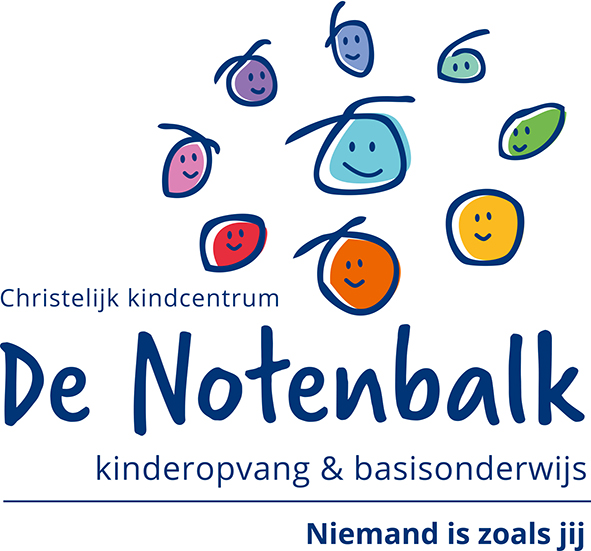 Christelijk kindcentrum
De Notenbalk
kinderopvang & basisonderwijs
Niemand is zoals jij